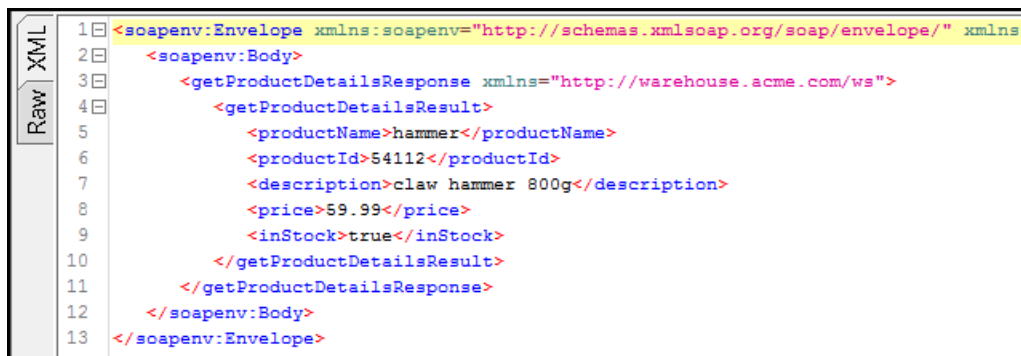 XML
Raw
1 <soapenv:Envelope xmlns:soapenv="http://schemas.xmlsoap.org/soap/envelope/" xmlns
2 <soapenv:Body>
3 <getProductDetailsResponse xmlns="http://warehouse.acme.com/ws">
4 <getProductDetailsResult>
5 <productName>hammer</productName>
6 <productId>54112</productId>
7 <description>claw hammer 800g</description>
8 <price>59.99</price>
9 <inStock>true</inStock>
10 </getProductDetailsResult>
11 </getProductDetailsResponse>
12 </soapenv:Body>
13 </soapenv:Envelope>